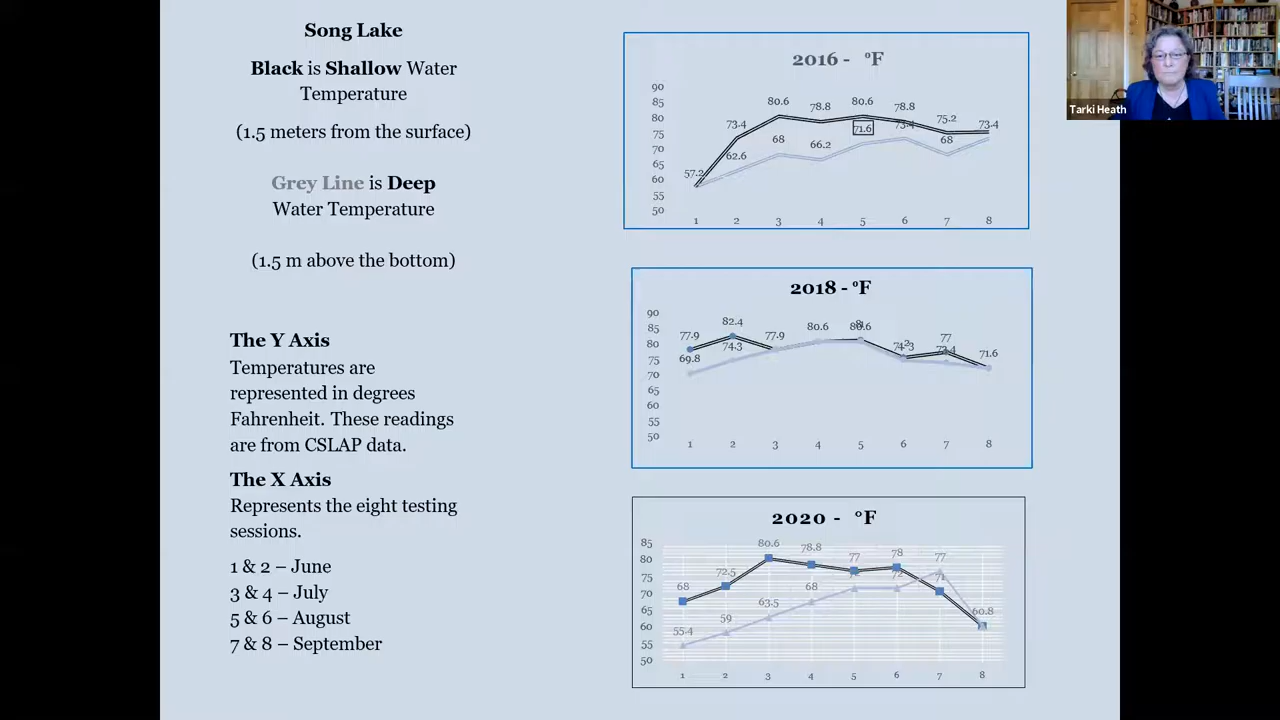 Song Lake
Black is Shallow Water
Temperature
(1.5 meters from the surface)
Grey Line is Deep
Water Temperature
(1.5 m above the bottom)
The Y Axis
Temperatures are
represented in degrees
Fahrenheit. These readings
are from CSLAP data.
The X Axis
Represents the eight testing
sessions.
1 & 2 – June
3 & 4 – July
5 & 6 – August
7 & 8 – September
2016 - °F
90
85
80
75
70
65
60
55
50
57.2
73.4
80.6
78.8
80.6
78.8
75.2
73.4
62.6
68
66.2
71.6
73.4
68
1 2 3 4 5 6 7 8
2018 - °F
90
85
80
75
70
65
60
55
50
77.9
82.4
77.9
80.6
80.6
77
71.6
69.8
74.3
73.4
1 2 3 4 5 6 7 8
2020 - °F
85
80
75
70
65
60
55
50
68
72.5
80.6
78.8
77
78
71
60.8
55.4
59
63.5
68
72
77
1 2 3 4 5 6 7 8
Tarki Heath